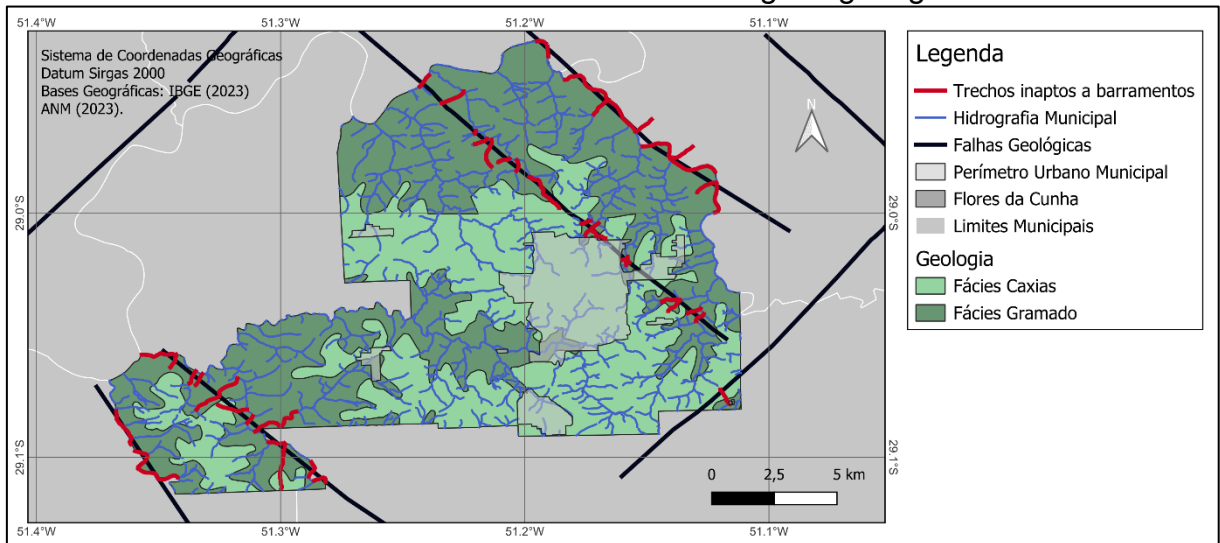 51.4°W 51.3°W 51.2°W 51.1°W
Sistema de Coordenadas Geográficas
Datum Sirgas 2000
Bases Geográficas: IBGE (2023)
ANM (2023).
N
29.0°S 29.0°S
29.1°S 29.1°S
0 2,5 5 km
51.4°W 51.3°W 51.2°W 51.1°W
Legenda
Trechos inaptos a barramentos
Hidrografia Municipal
Falhas Geológicas
Perímetro Urbano Municipal
Flores da Cunha
Limites Municipais
Geologia
Fácies Caxias
Fácies Gramado